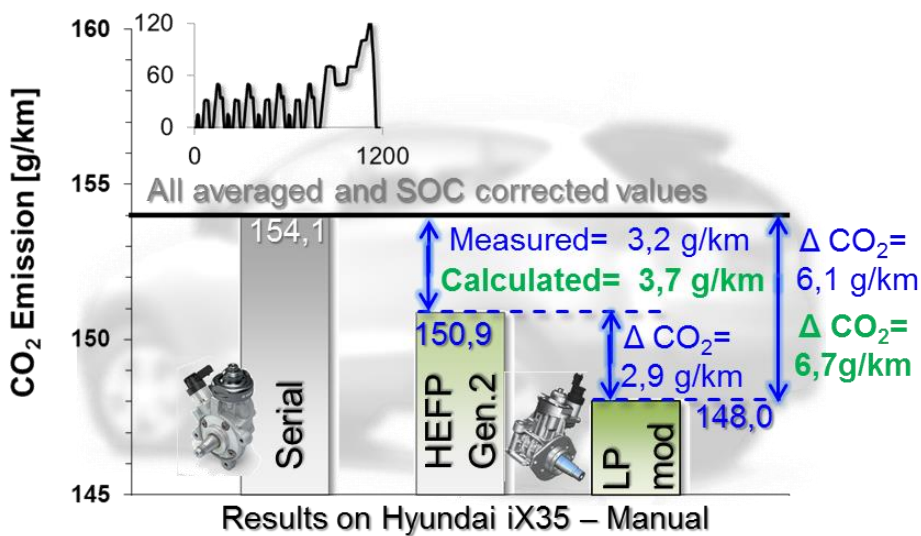 CO₂ Emission [g/km]
160
155
150
145
120
60
0
0
1200
All averaged and SOC corrected values
154,1
Serial
Measured= 3,2 g/km
Calculated= 3,7 g/km
150,9
HEFP
Gen.2
Δ CO₂=
2,9 g/km
LP
mod
148,0
Δ CO₂=
6,1 g/km
Δ CO₂=
6,7g/km
Results on Hyundai iX35 – Manual